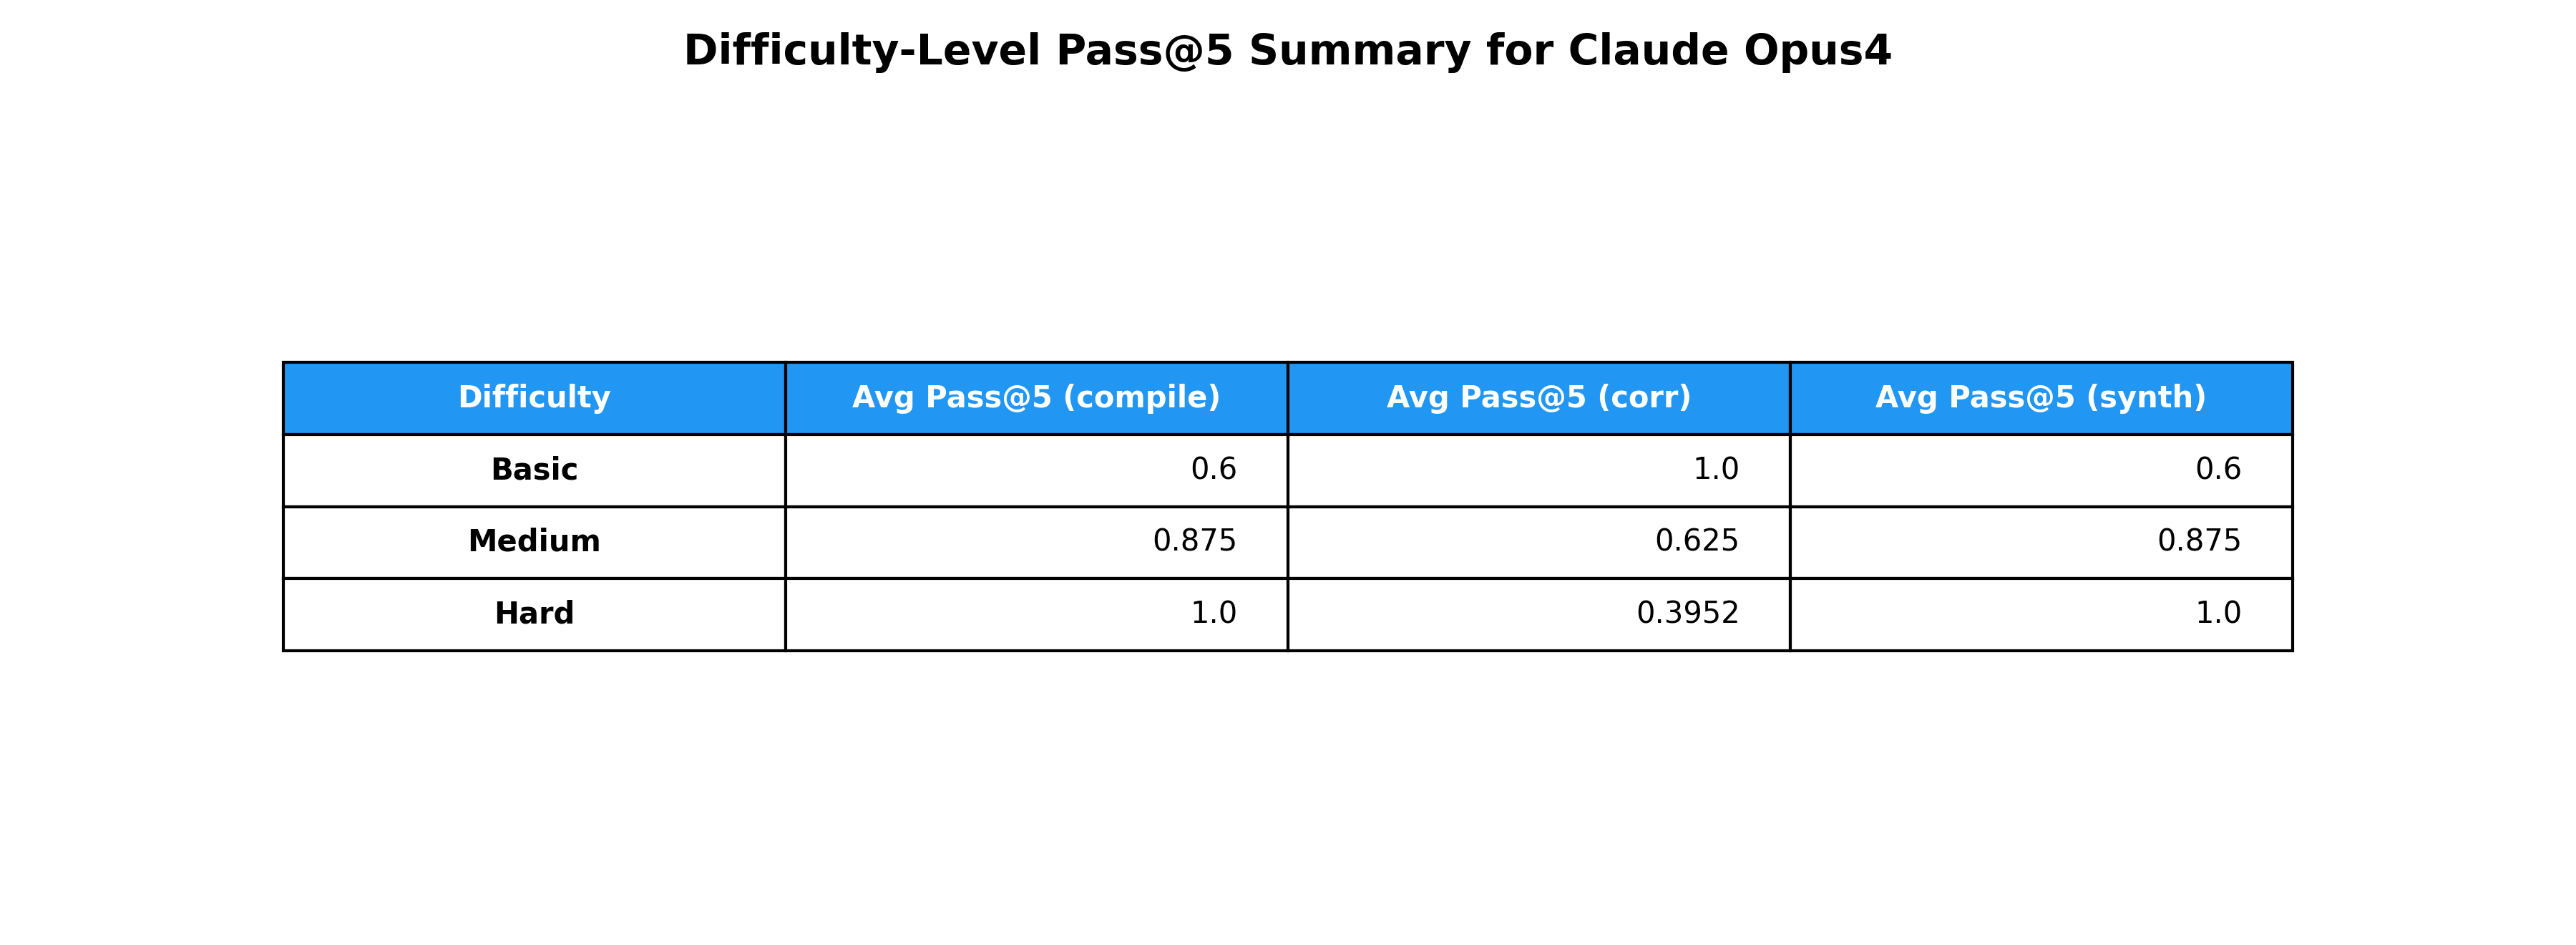 Difficulty-Level Pass@5 Summary for Claude Opus4
Difficulty Avg Pass@5 (compile) Avg Pass@5 (corr) Avg Pass@5 (synth)
Basic 0.6 1.0 0.6
Medium 0.875 0.625 0.875
Hard 1.0 0.3952 1.0